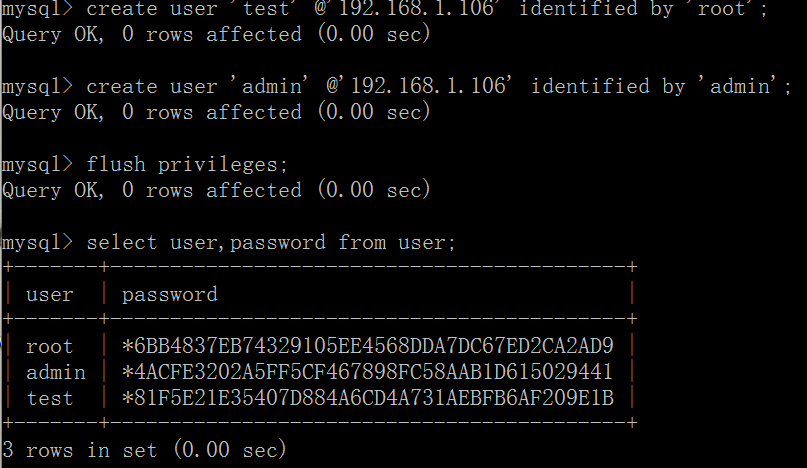 mysql> create user 'test' @'192.168.1.106' identified by 'root';
Query OK, 0 rows affected (0.00 sec)
mysql> create user 'admin' @'192.168.1.106' identified by 'admin';
Query OK, 0 rows affected (0.00 sec)
mysql> flush privileges;
Query OK, 0 rows affected (0.00 sec)
mysql> select user,password from user;
+-------+-------------------------------------------+
| user | password |
+-------+-------------------------------------------+
| root | *6BB4837EB74329105EE4568DDA7DC67ED2CA2AD9 |
| admin | *4ACFE3202A5FF5CF467898FC58AAB1D615029441 |
| test | *81F5E21E35407D884A6CD4A731AEBFB6AF209E1B |
+-------+-------------------------------------------+
3 rows in set (0.00 sec)